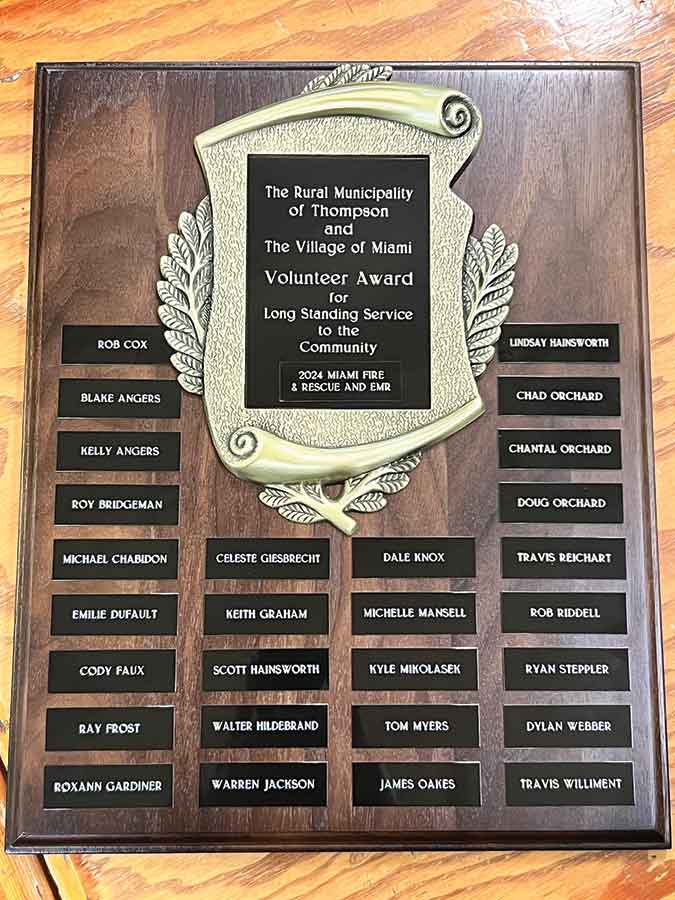 The Rural Municipality
of Thompson
and
The Village of Miami
Volunteer Award
for
Long Standing Service
to the
Community
2024 MIAMI FIRE
& RESCUE AND EMR
ROB COX
BLAKE ANGERS
KELLY ANGERS
ROY BRIDGEMAN
MICHAEL CHABIDON
EMILIE DUFAULT
CODY FAUX
RAY FROST
ROXANN GARDINER
CELESTE GIESBRECHT
KEITH GRAHAM
SCOTT HAINSWORTH
WALTER HILDEBRAND
WARREN JACKSON
DALE KNOX
MICHELLE MANSELL
KYLE MIKOLASEK
TOM MYERS
JAMES OAKES
LINDSAY HAINSWORTH
CHAD ORCHARD
CHANTAL ORCHARD
DOUG ORCHARD
TRAVIS REICHART
ROB RIDDELL
RYAN STEPPLER
DYLAN WEBBER
TRAVIS WILLIMENT